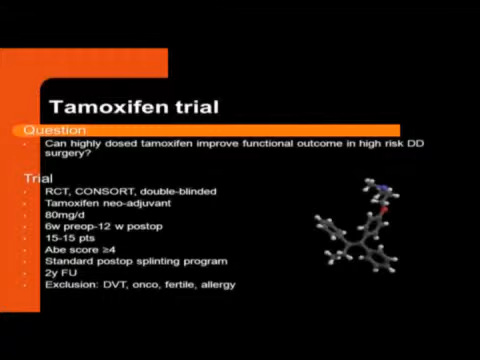 Tamoxifen trial
Question
Can highly dosed tamoxifen improve functional outcome in high risk DD
surgery?
Trial
RCT, CONSORT, double-blinded
Tamoxifen neo-adjuvant
80mg/d
6w preop-12 w postop
15-15 pts
Abe score ≥4
Standard postop splinting program
2y FU
Exclusion: DVT, onco, fertile, allergy